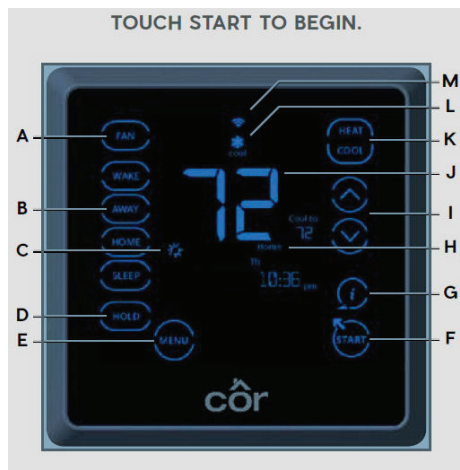 TOUCH START TO BEGIN.
M
L
A
FAN
HEAT
COOL
K
cool
WAKE
J
72
B
AWAY
Cool to
72
I
C
HOME
Home
H
SLEEP
Th
10:36 pm
G
i
D
HOLD
E
MENU
START
F
côr